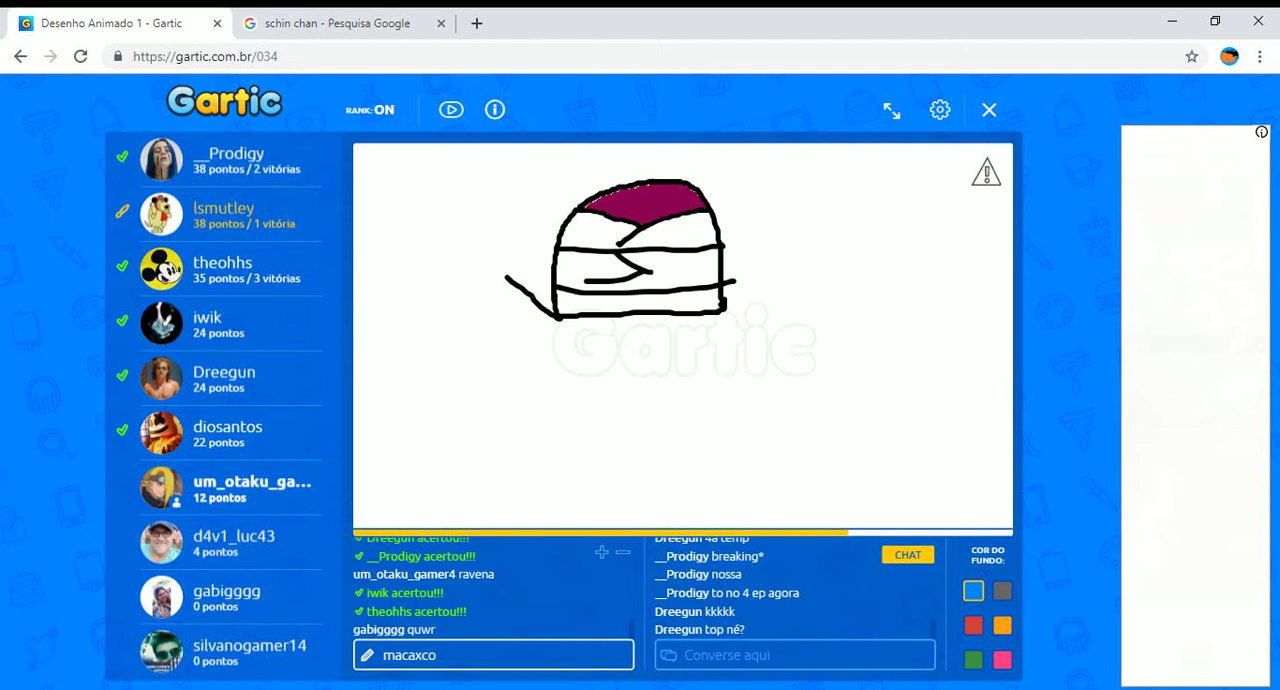 Desenho Animado 1 - Gartic
schin chan - Pesquisa Google
https://gartic.com.br/034
Gartic
RANK: ON
__Prodigy
38 pontos / 2 vitórias
lsmutley
38 pontos / 1 vitória
theohhs
35 pontos / 3 vitórias
iwik
24 pontos
Dreegun
24 pontos
diosantos
22 pontos
um_otaku_ga...
12 pontos
d4v1_luc43
4 pontos
gabigggg
0 pontos
silvanogamer14
0 pontos
Gartic
Dreegun acertou!!!
__Prodigy acertou!!!
um_otaku_gamer4 ravena
iwik acertou!!!
theohhs acertou!!!
gabigggg quwr
macaxco
Dreegun 4a temp
__Prodigy breaking*
__Prodigy nossa
__Prodigy to no 4 ep agora
Dreegun kkkkk
Dreegun top né?
Converse aqui
CHAT
COR DO
FUNDO: